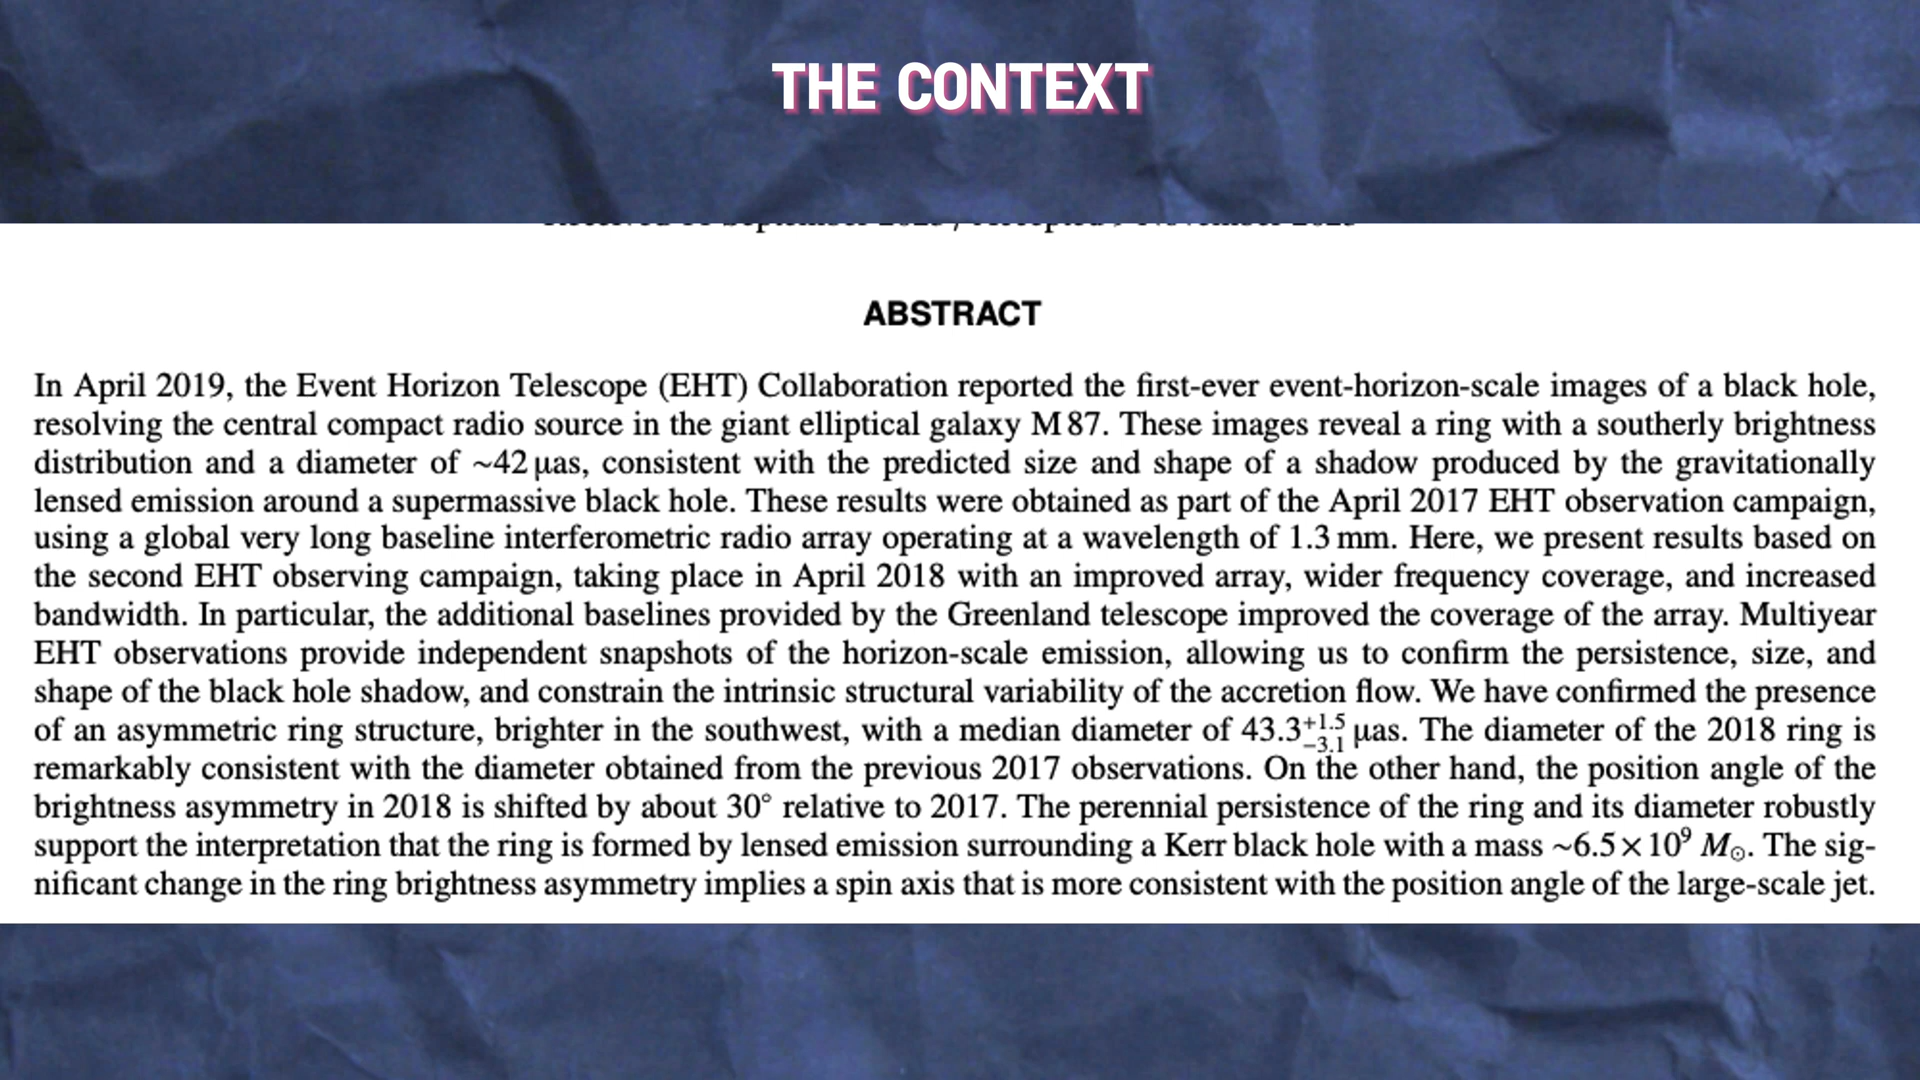 THE CONTEXT
ABSTRACT
In April 2019, the Event Horizon Telescope (EHT) Collaboration reported the first-ever event-horizon-scale images of a black hole,
resolving the central compact radio source in the giant elliptical galaxy M 87. These images reveal a ring with a southerly brightness
distribution and a diameter of ~42 μas, consistent with the predicted size and shape of a shadow produced by the gravitationally
lensed emission around a supermassive black hole. These results were obtained as part of the April 2017 EHT observation campaign,
using a global very long baseline interferometric radio array operating at a wavelength of 1.3 mm. Here, we present results based on
the second EHT observing campaign, taking place in April 2018 with an improved array, wider frequency coverage, and increased
bandwidth. In particular, the additional baselines provided by the Greenland telescope improved the coverage of the array. Multiyear
EHT observations provide independent snapshots of the horizon-scale emission, allowing us to confirm the persistence, size, and
shape of the black hole shadow, and constrain the intrinsic structural variability of the accretion flow. We have confirmed the presence
of an asymmetric ring structure, brighter in the southwest, with a median diameter of 43.3+1.5−3.1 μas. The diameter of the 2018 ring is
remarkably consistent with the diameter obtained from the previous 2017 observations. On the other hand, the position angle of the
brightness asymmetry in 2018 is shifted by about 30° relative to 2017. The perennial persistence of the ring and its diameter robustly
support the interpretation that the ring is formed by lensed emission surrounding a Kerr black hole with a mass ~6.5 × 10⁹ M⊙. The sig-
nificant change in the ring brightness asymmetry implies a spin axis that is more consistent with the position angle of the large-scale jet.